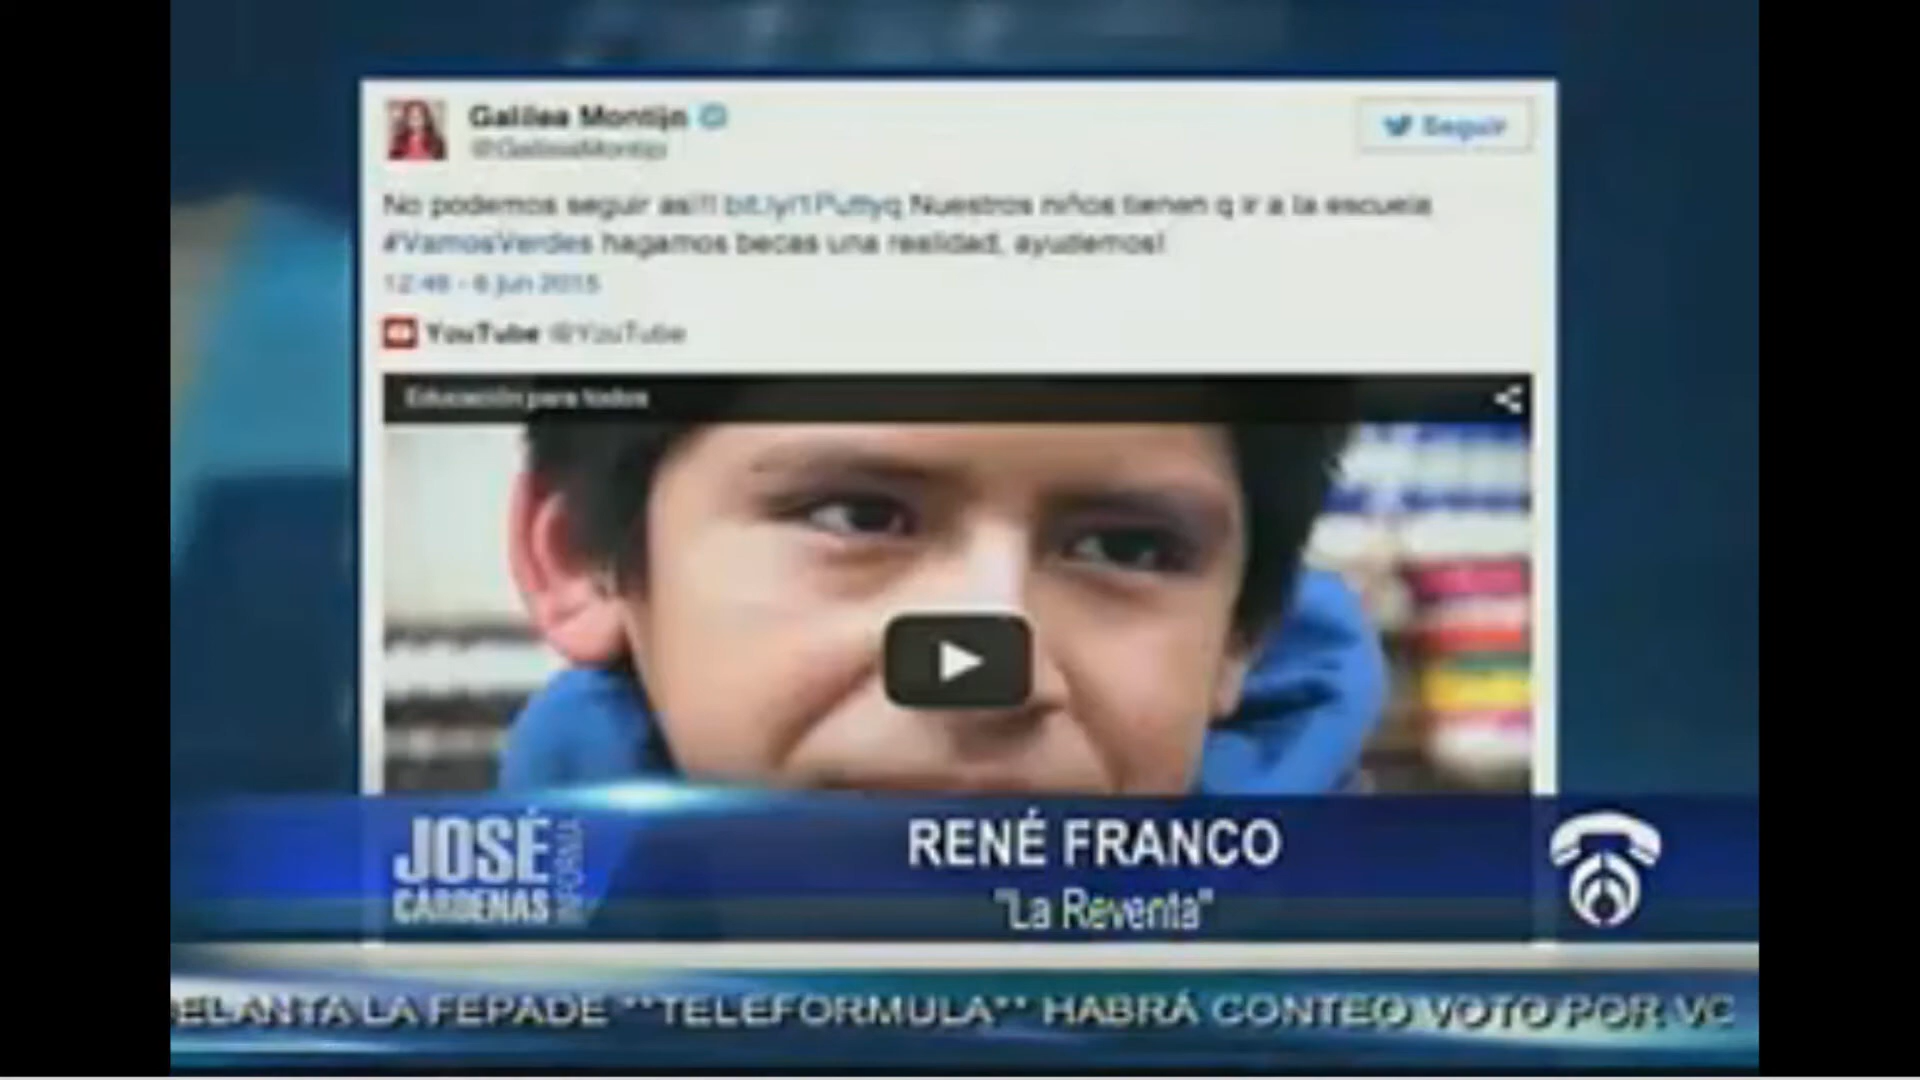 Galilea Montijo
@GalileaMontijo
Seguir
No podemos seguir así!! bit.ly/1Puttyq Nuestros niños tienen q ir a la escuela
#VamosVerdes hagamos becas una realidad, ayudemos!
12:46 - 6 jun 2015
YouTube @YouTube
Educación para todos
JOSÉ
CÁRDENAS
INFORMA
RENÉ FRANCO
"La Reventa"
ELANTA LA FEPADE **TELEFORMULA** HABRÁ CONTEO VOTO POR VO